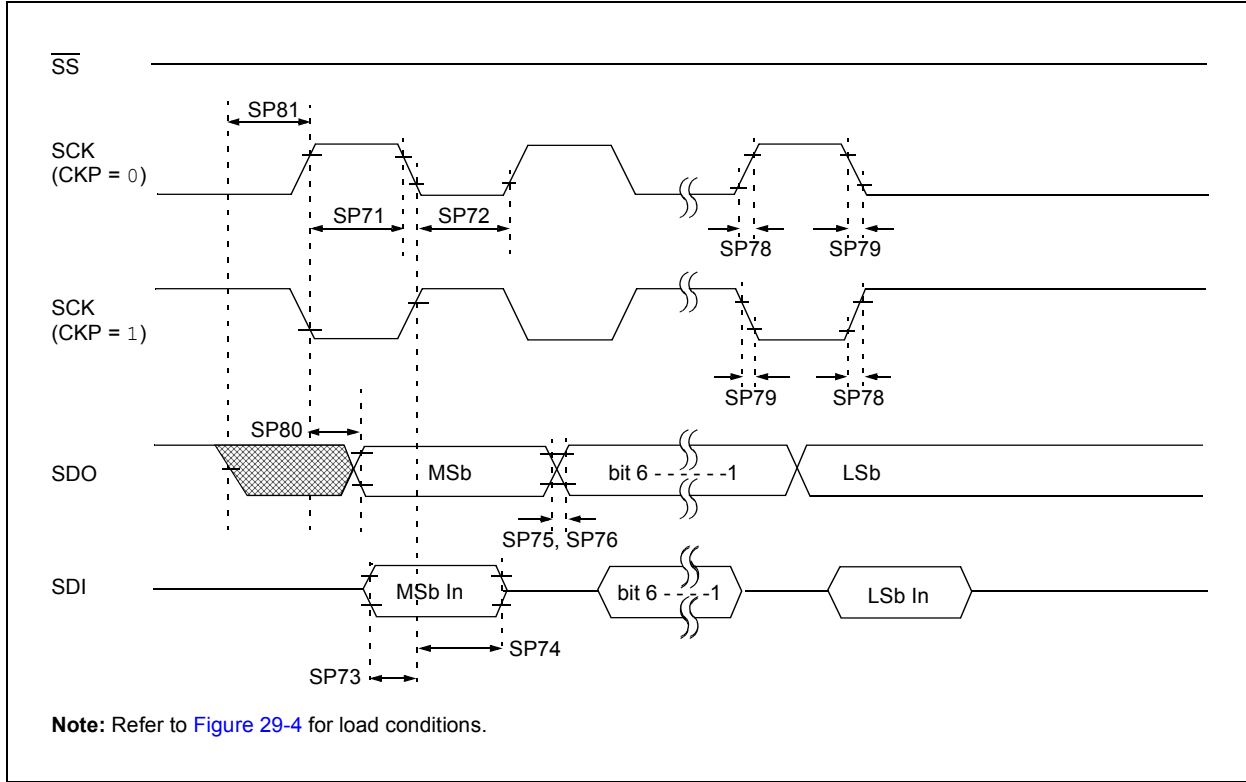 SS
SP81
SCK
(CKP = 0)
SP71
SP72
SP78
SP79
SCK
(CKP = 1)
SP79
SP78
SP80
SDO
MSb
bit 6 - - - - - -1
LSb
SP75, SP76
SDI
MSb In
bit 6 - - - -1
LSb In
SP74
SP73
Note: Refer to Figure 29-4 for load conditions.